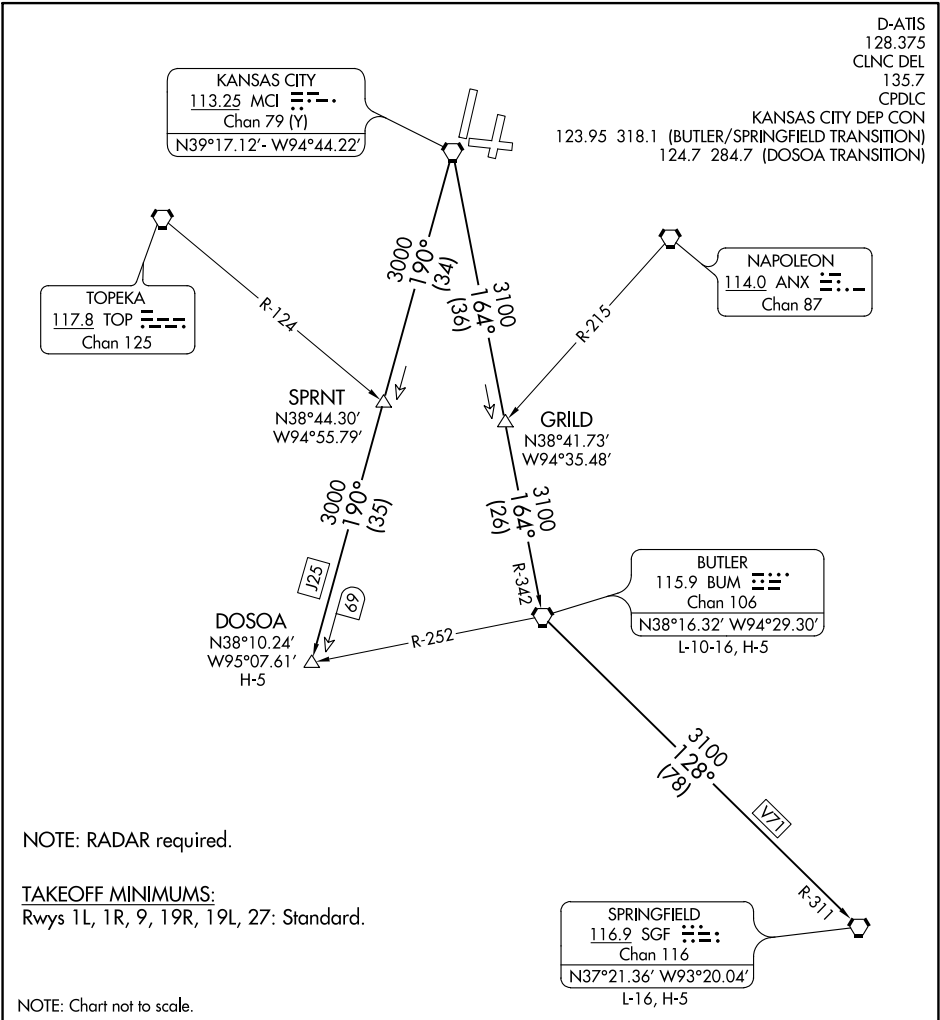 D-ATIS
128.375
CLNC DEL
135.7
CPDLC
KANSAS CITY DEP CON
123.95 318.1 (BUTLER/SPRINGFIELD TRANSITION)
124.7 284.7 (DOSOA TRANSITION)
KANSAS CITY
113.25 MCI
Chan 79 (Y)
N39°17.12'- W94°44.22'
TOPEKA
117.8 TOP
Chan 125
NAPOLEON
114.0 ANX
Chan 87
R-124
R-215
3000
190°
(34)
3100
164°
(36)
SPRNT
N38°44.30'
W94°55.79'
GRILD
N38°41.73'
W94°35.48'
3000
190°
(35)
3100
164°
(26)
J25
69
R-342
R-252
DOSOA
N38°10.24'
W95°07.61'
H-5
BUTLER
115.9 BUM
Chan 106
N38°16.32' W94°29.30'
L-10-16, H-5
3100
128°
(78)
V71
R-311
SPRINGFIELD
116.9 SGF
Chan 116
N37°21.36' W93°20.04'
L-16, H-5
NOTE: RADAR required.
TAKEOFF MINIMUMS:
Rwys 1L, 1R, 9, 19R, 19L, 27: Standard.
NOTE: Chart not to scale.